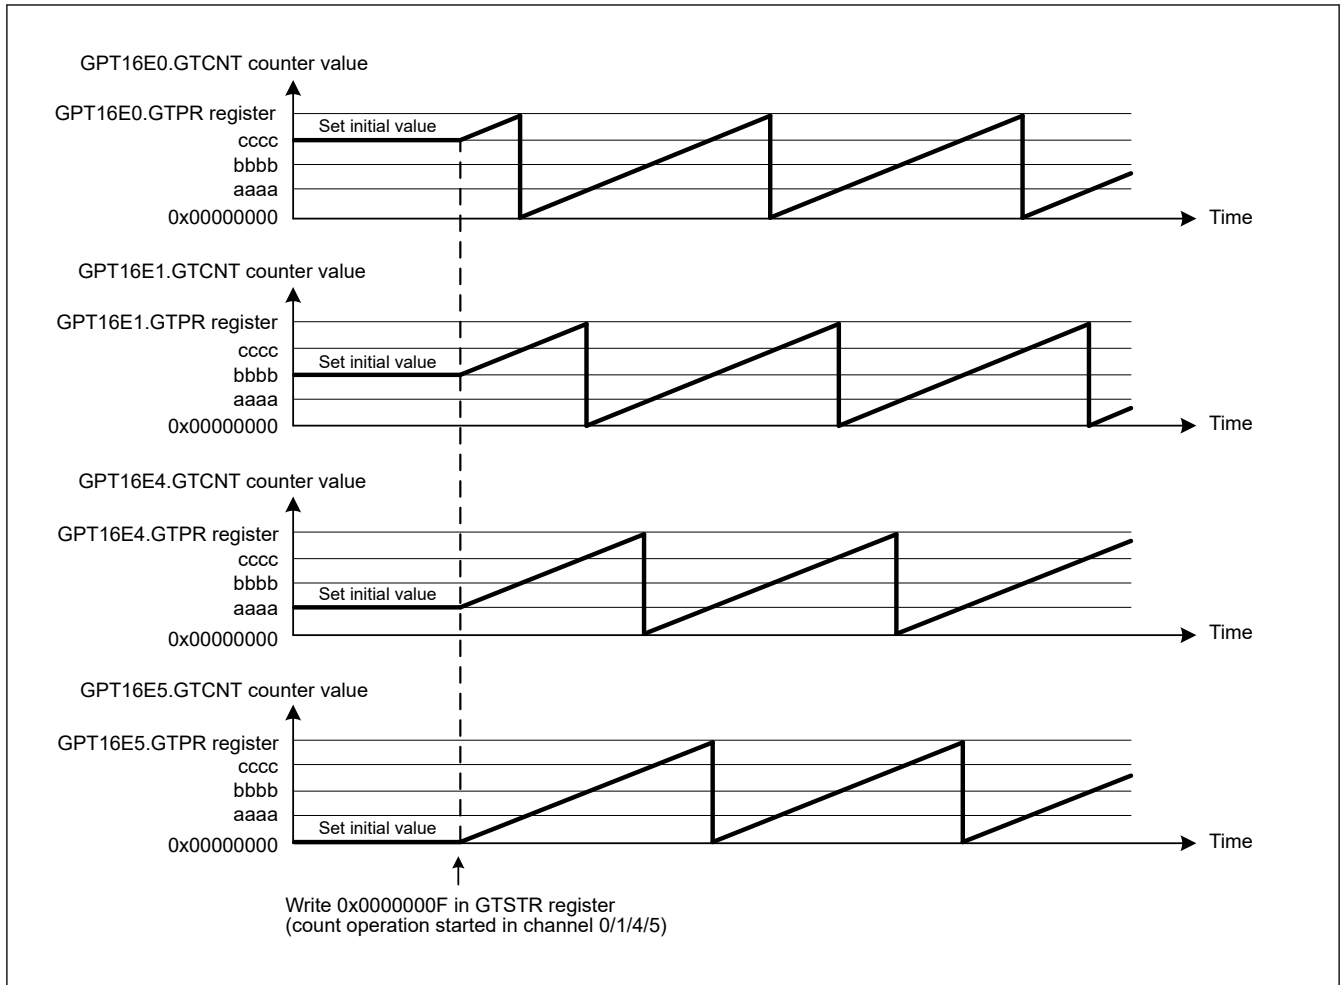 GPT16E0.GTCNT counter value
GPT16E0.GTPR register
Set initial value
cccc
bbbb
aaaa
0x00000000
Time
GPT16E1.GTCNT counter value
GPT16E1.GTPR register
cccc
Set initial value
bbbb
aaaa
0x00000000
Time
GPT16E4.GTCNT counter value
GPT16E4.GTPR register
cccc
bbbb
Set initial value
aaaa
0x00000000
Time
GPT16E5.GTCNT counter value
GPT16E5.GTPR register
cccc
bbbb
aaaa
Set initial value
0x00000000
Time
Write 0x0000000F in GTSTR register
(count operation started in channel 0/1/4/5)